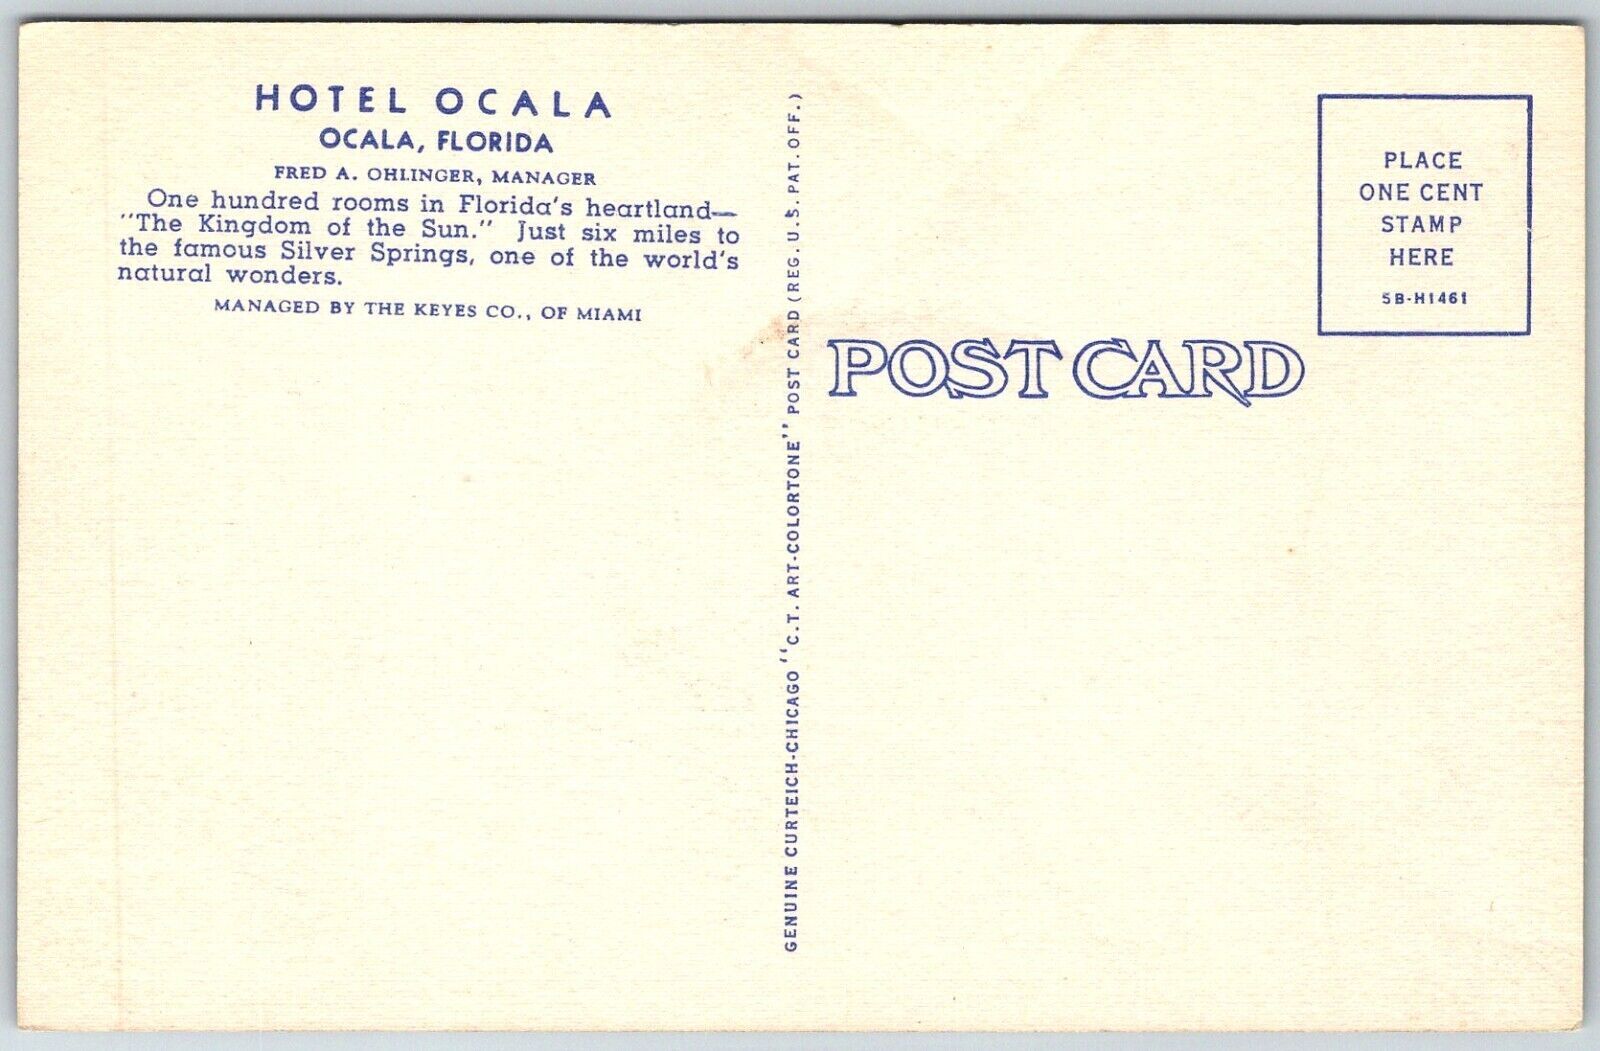 HOTEL OCALA
OCALA, FLORIDA
FRED A. OHLINGER, MANAGER
One hundred rooms in Florida's heartland—
"The Kingdom of the Sun." Just six miles to
the famous Silver Springs, one of the world's
natural wonders.
MANAGED BY THE KEYES CO., OF MIAMI
GENUINE CURTEICH-CHICAGO "C.T. ART-COLORTONE" POST CARD (REG. U.S. PAT. OFF.)
PLACE
ONE CENT
STAMP
HERE
5B-H1461
POST CARD